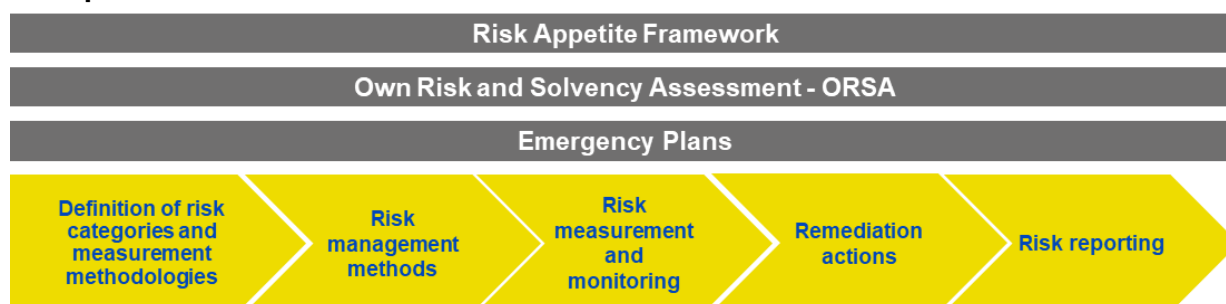 Risk Appetite Framework
Own Risk and Solvency Assessment - ORSA
Emergency Plans
Definition of risk
categories and
measurement
methodologies
Risk
management
methods
Risk
measurement
and
monitoring
Remediation
actions
Risk reporting